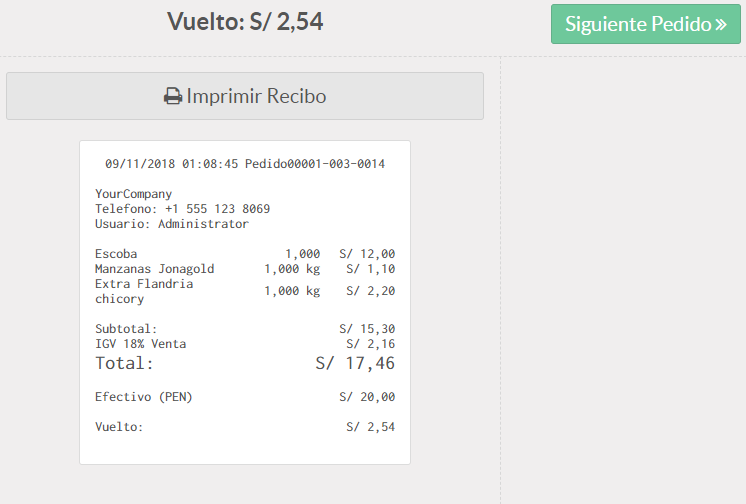 Vuelto: S/ 2,54
Siguiente Pedido »
Imprimir Recibo
09/11/2018 01:08:45 Pedido00001-003-0014
YourCompany
Telefono: +1 555 123 8069
Usuario: Administrator
Escoba 1,000 S/ 12,00
Manzanas Jonagold 1,000 kg S/ 1,10
Extra Flandria
chicory 1,000 kg S/ 2,20
Subtotal: S/ 15,30
IGV 18% Venta S/ 2,16
Total: S/ 17,46
Efectivo (PEN) S/ 20,00
Vuelto: S/ 2,54